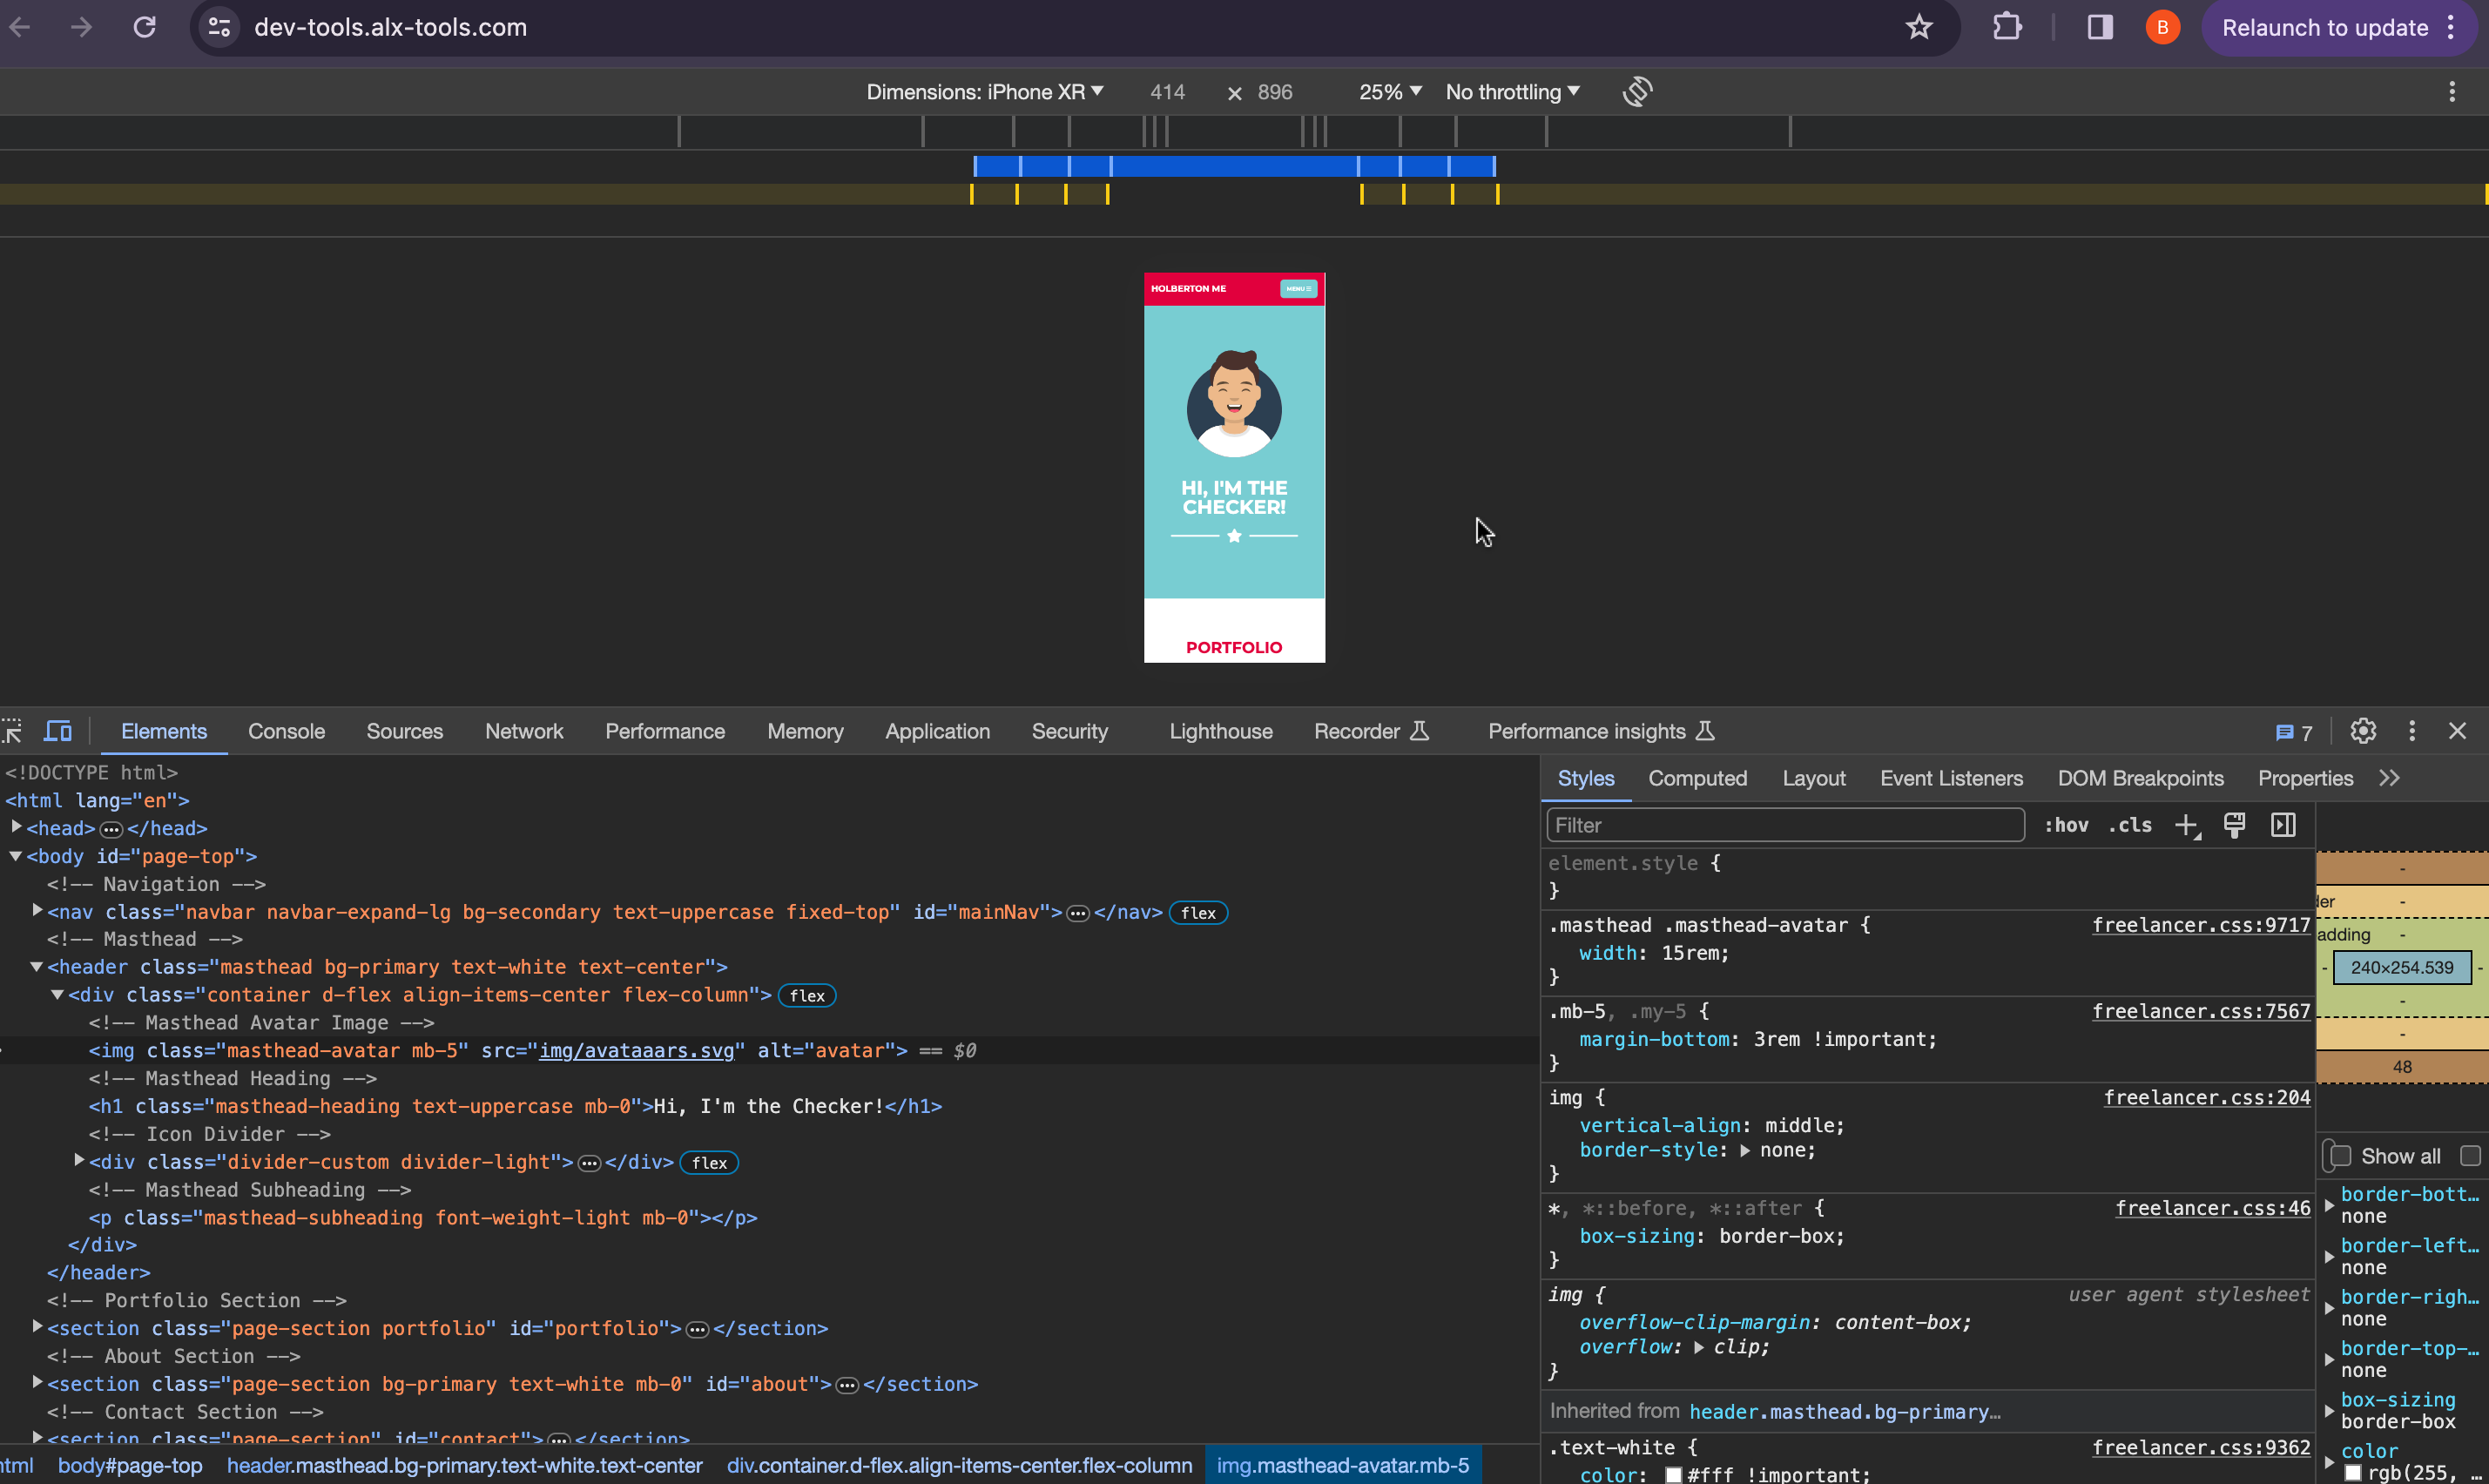 dev-tools.alx-tools.com
B
Relaunch to update
Dimensions: iPhone XR
414
×
896
25%
No throttling
HOLBERTON ME
MENU
HI, I'M THE
CHECKER!
PORTFOLIO
Elements
Console
Sources
Network
Performance
Memory
Application
Security
Lighthouse
Recorder
Performance insights
7
<!DOCTYPE html>
<html lang="en">
<head>…</head>
<body id="page-top">
<!-- Navigation -->
<nav class="navbar navbar-expand-lg bg-secondary text-uppercase fixed-top" id="mainNav">…</nav> flex
<!-- Masthead -->
<header class="masthead bg-primary text-white text-center">
<div class="container d-flex align-items-center flex-column"> flex
<!-- Masthead Avatar Image -->
<img class="masthead-avatar mb-5" src="img/avataaars.svg" alt="avatar"> == $0
<!-- Masthead Heading -->
<h1 class="masthead-heading text-uppercase mb-0">Hi, I'm the Checker!</h1>
<!-- Icon Divider -->
<div class="divider-custom divider-light">…</div> flex
<!-- Masthead Subheading -->
<p class="masthead-subheading font-weight-light mb-0"></p>
</div>
</header>
<!-- Portfolio Section -->
<section class="page-section portfolio" id="portfolio">…</section>
<!-- About Section -->
<section class="page-section bg-primary text-white mb-0" id="about">…</section>
<!-- Contact Section -->
<section class="page-section" id="contact">…</section>
html
body#page-top
header.masthead.bg-primary.text-white.text-center
div.container.d-flex.align-items-center.flex-column
img.masthead-avatar.mb-5
Styles
Computed
Layout
Event Listeners
DOM Breakpoints
Properties
Filter
:hov
.cls
element.style {
}
.masthead .masthead-avatar {
freelancer.css:9717
width: 15rem;
}
.mb-5, .my-5 {
freelancer.css:7567
margin-bottom: 3rem !important;
}
img {
freelancer.css:204
vertical-align: middle;
border-style: none;
}
*, *::before, *::after {
freelancer.css:46
box-sizing: border-box;
}
img {
user agent stylesheet
overflow-clip-margin: content-box;
overflow: clip;
}
Inherited from header.masthead.bg-primary…
.text-white {
freelancer.css:9362
color: #fff !important;
-
der -
adding -
- 240×254.539 -
-
-
48
Show all
border-bott…
none
border-left…
none
border-righ…
none
border-top-…
none
box-sizing
border-box
color
rgb(255, …